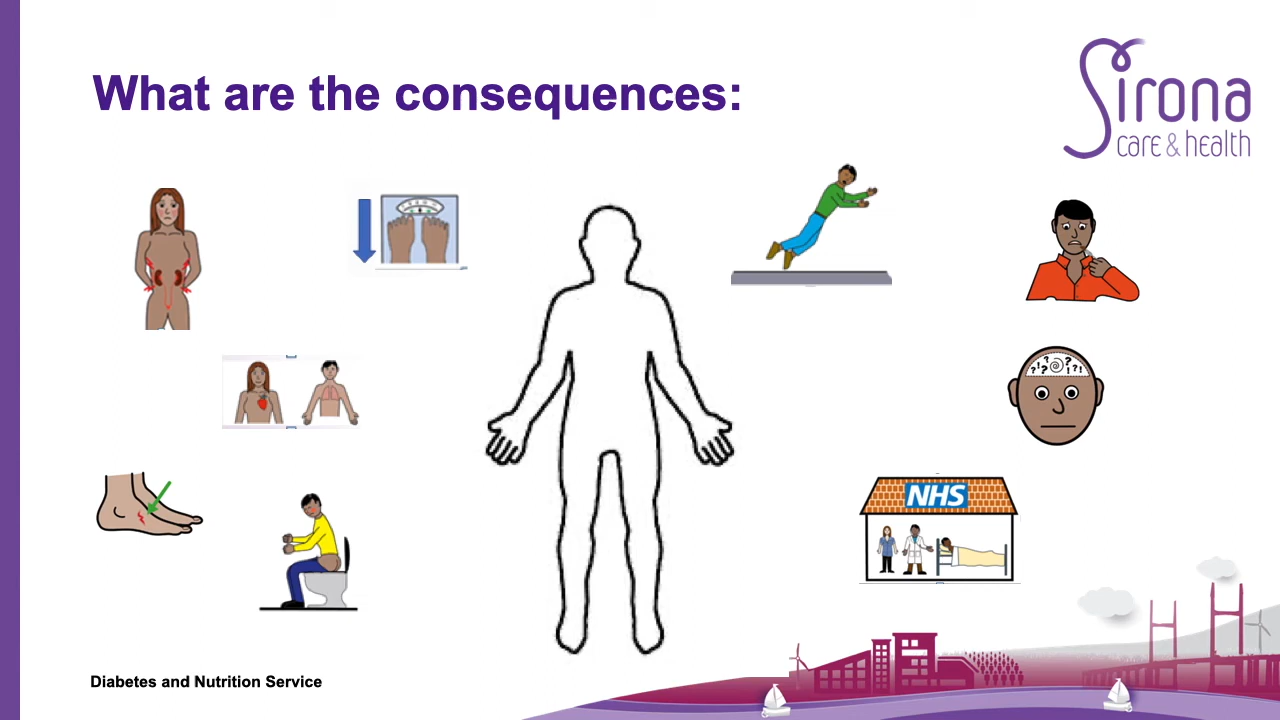 What are the consequences:
Sirona
care & health
NHS
Diabetes and Nutrition Service